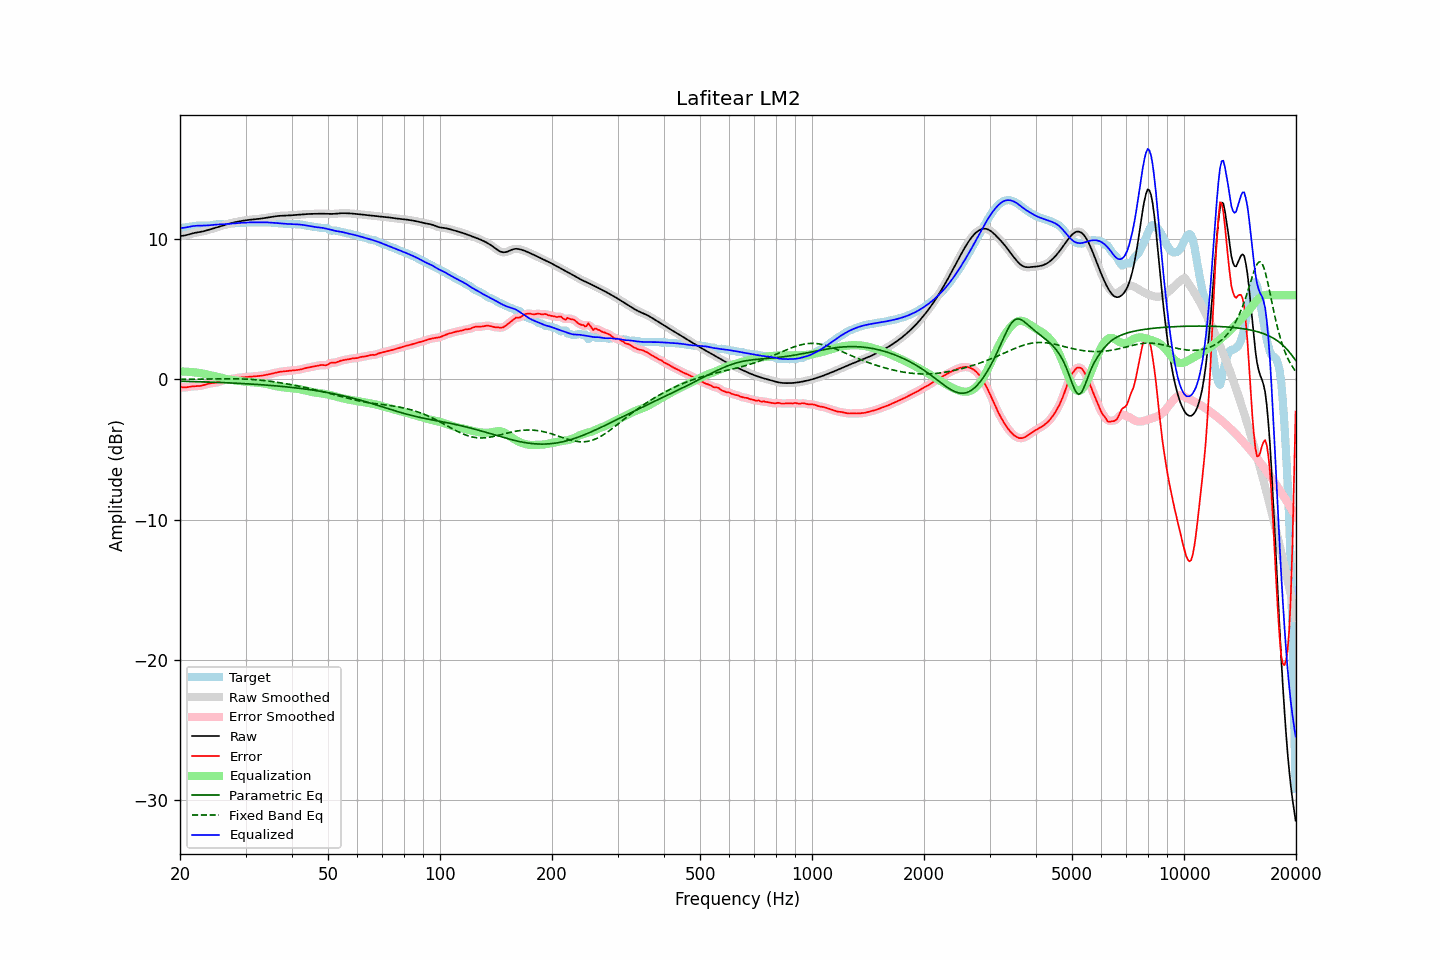 Lafitear LM2
Amplitude (dBr)
10
0
−10
−20
−30
Target
Raw Smoothed
Error Smoothed
Raw
Error
Equalization
Parametric Eq
Fixed Band Eq
Equalized
20 50 100 200 500 1000 2000 5000 10000 20000
Frequency (Hz)